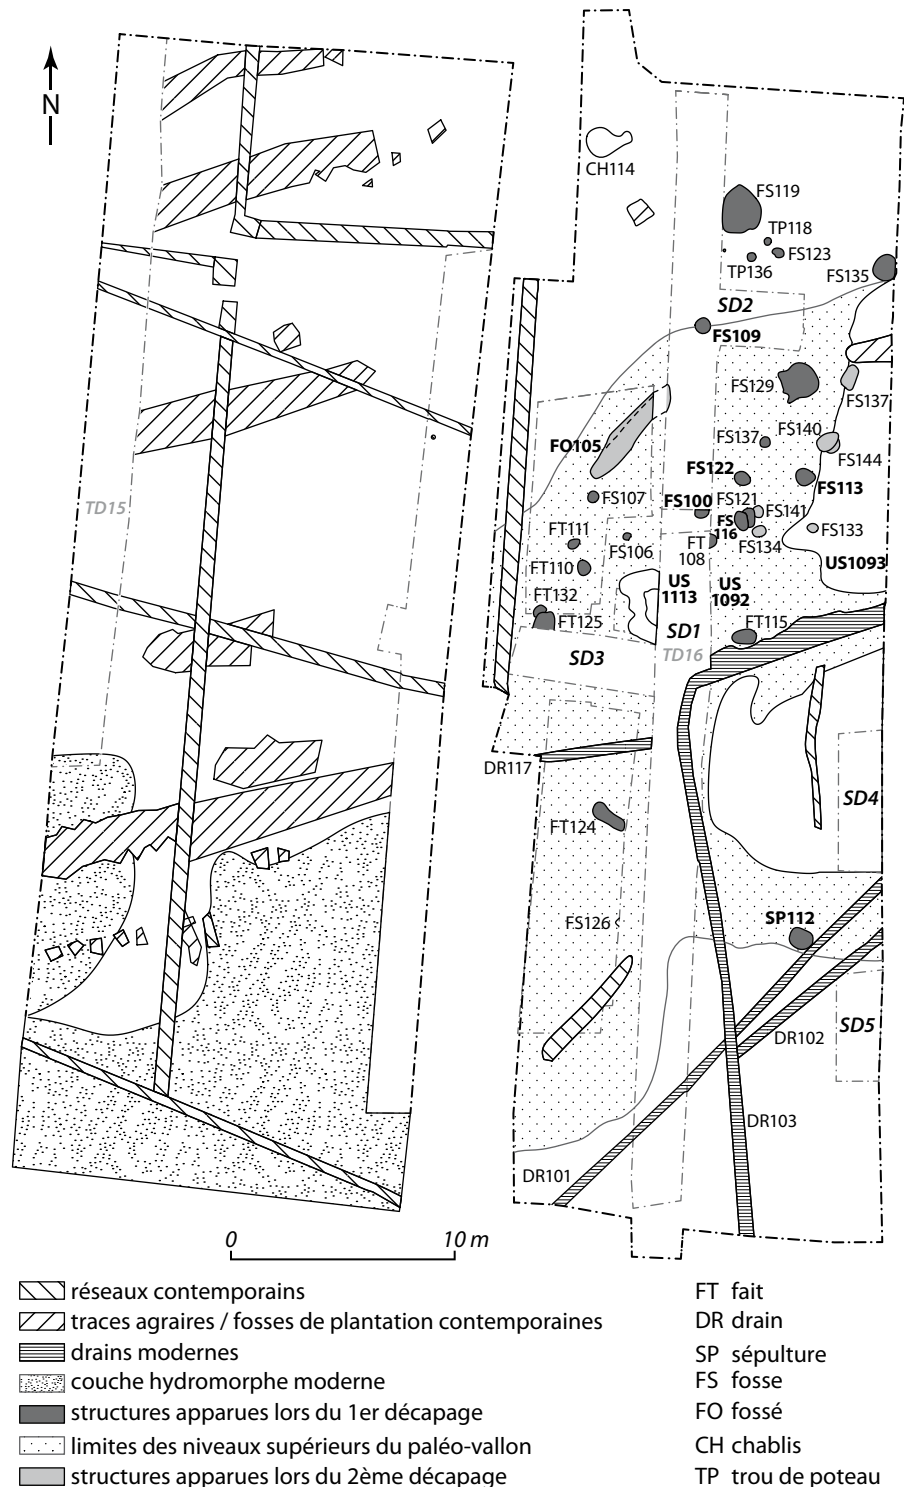 N
CH114
FS119
TP118
FS123
TP136
FS135
SD2
FS109
FS129
FS137
FO105
FS137
FS140
FS144
FS122
FS113
FS107
FS100
FS121
FS141
FS
116
FS133
FT111
FS106
FT
108
FS134
TD15
FT110
US1093
US
1113
US
1092
FT132
FT125
FT115
SD1
SD3
TD16
DR117
SD4
FT124
FS126
SP112
SD5
DR102
DR103
DR101
0 10 m
réseaux contemporains
traces agraires / fosses de plantation contemporaines
drains modernes
couche hydromorphe moderne
structures apparues lors du 1er décapage
limites des niveaux supérieurs du paléo-vallon
structures apparues lors du 2ème décapage
FT fait
DR drain
SP sépulture
FS fosse
FO fossé
CH chablis
TP trou de poteau